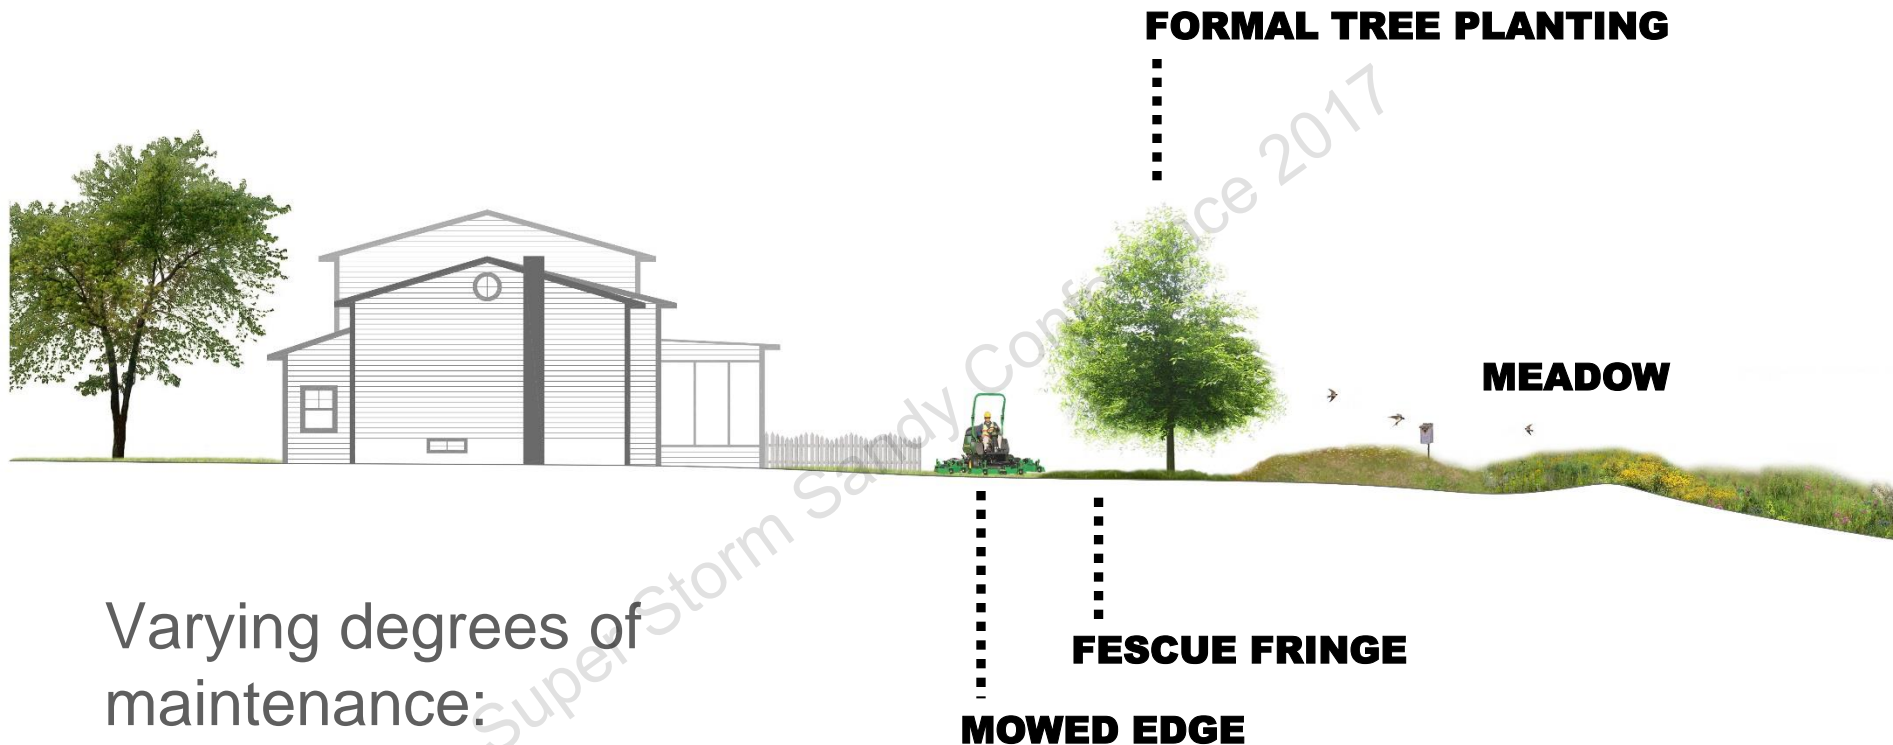 FORMAL TREE PLANTING
Super Storm Sandy Conference 2017
MEADOW
Varying degrees of
maintenance:
FESCUE FRINGE
MOWED EDGE